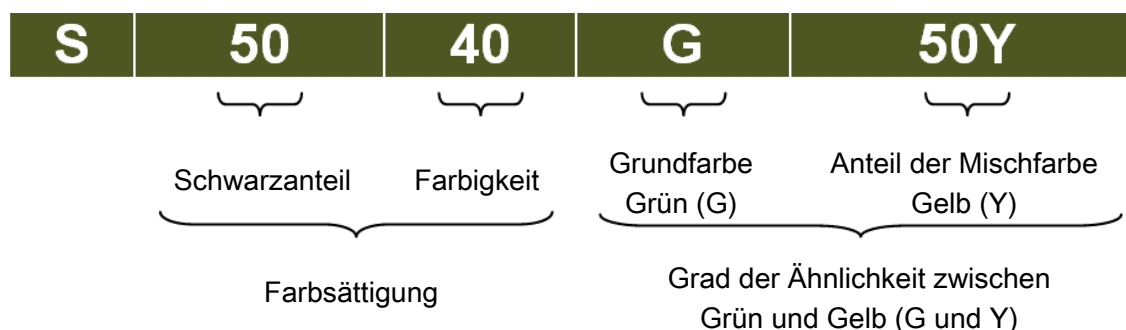 S 50 40 G 50Y
Schwarzanteil Farbigkeit Grundfarbe Anteil der Mischfarbe
Grün (G) Gelb (Y)
Farbsättigung Grad der Ähnlichkeit zwischen
Grün und Gelb (G und Y)